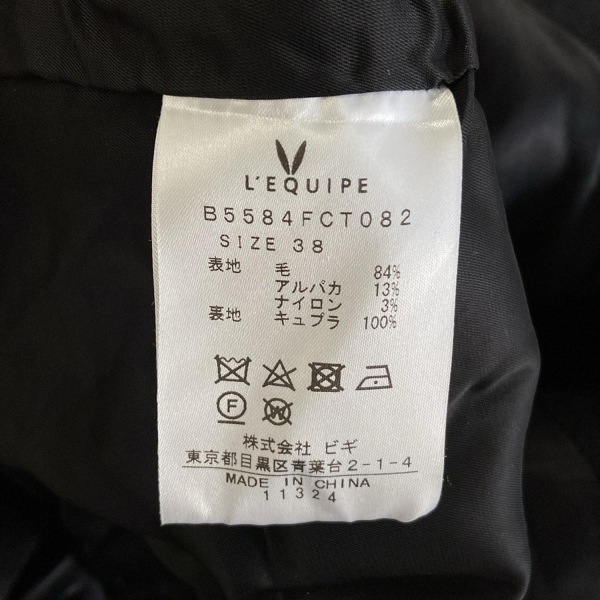 L'EQUIPE
B5584FCT082
SIZE 38
表地 毛 84%
アルパカ 13%
ナイロン 3%
裏地 キュプラ 100%
F W
株式会社 ビギ
東京都目黒区青葉台2-1-4
MADE IN CHINA
11324